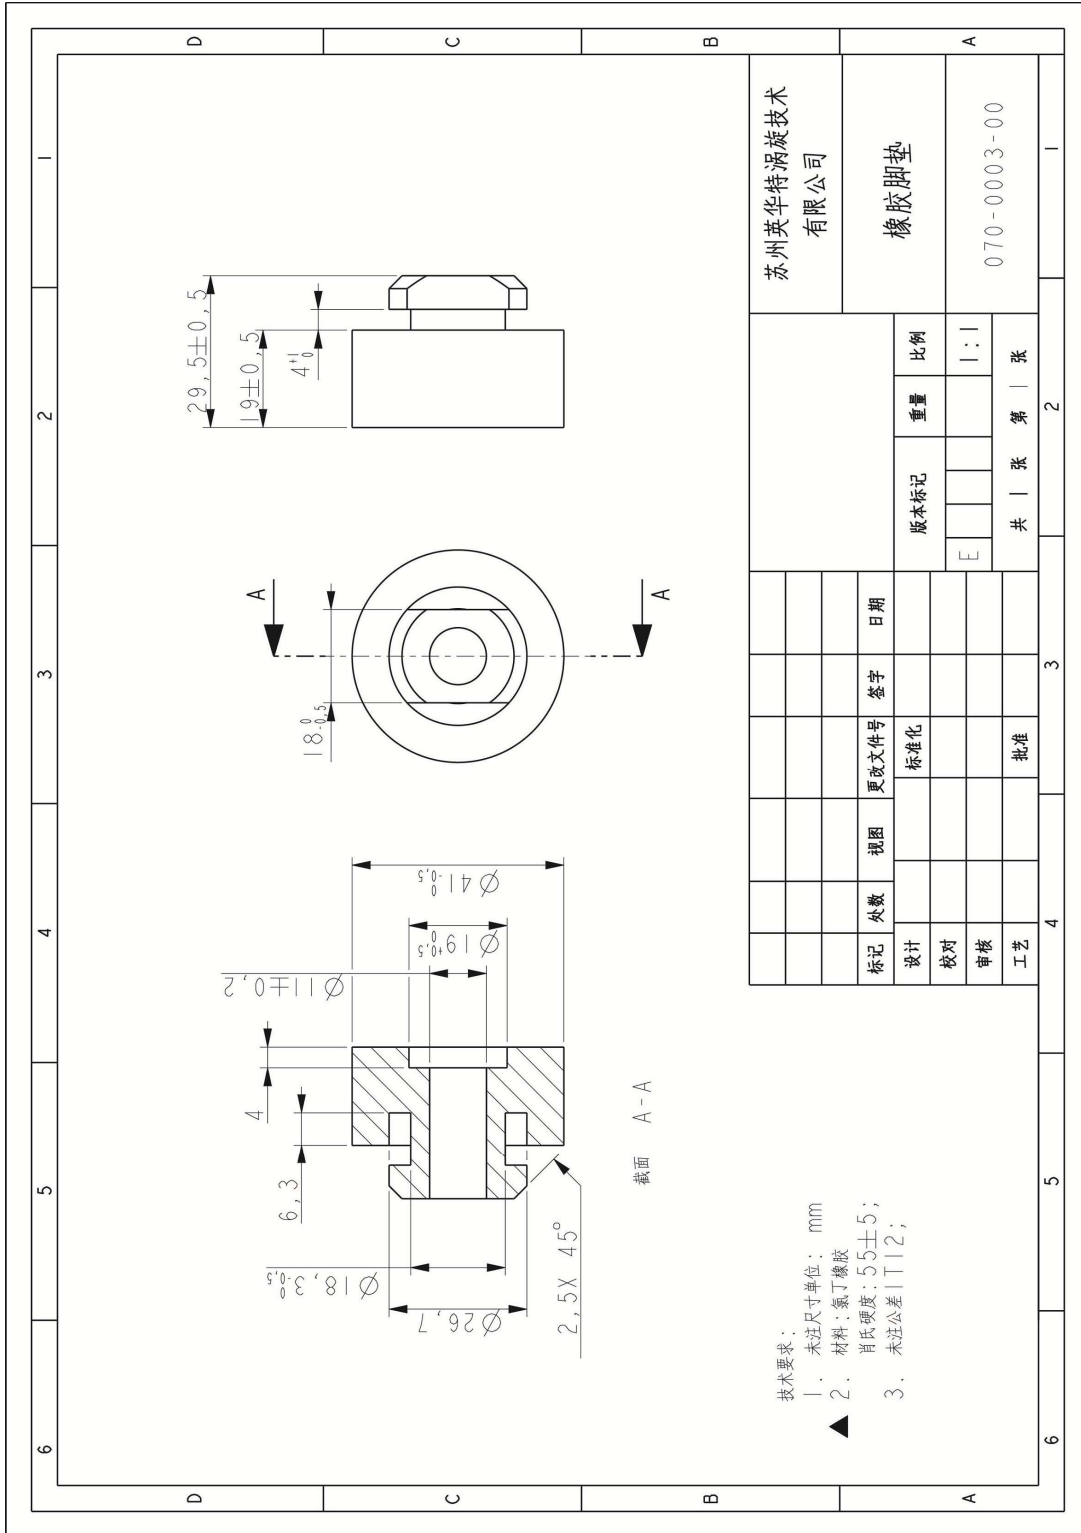 6 5 4 3 2 1
D
C
B
A
29,5±0,5
19±0,5
4 +1 0
A
A
18 0 -0,5
Ø41 0 -0,5
Ø19 +0,5 0
Ø11±0,2
4
6,3
Ø18,3 0 -0,5
Ø26,7
2,5X 45°
截面 A-A
技术要求：
1. 未注尺寸单位: mm
▲ 2. 材料:氯丁橡胶
肖氏硬度:55±5;
3. 未注公差IT12;
标记 处数 视图 更改文件号 签字 日期
设计 标准化
校对
审核
工艺 批准
版本标记 重量 比例
E 1:1
共 1 张 第 1 张
苏州英华特涡旋技术
有限公司
橡胶脚垫
070-0003-00
D
C
B
A
6 5 4 3 2 1